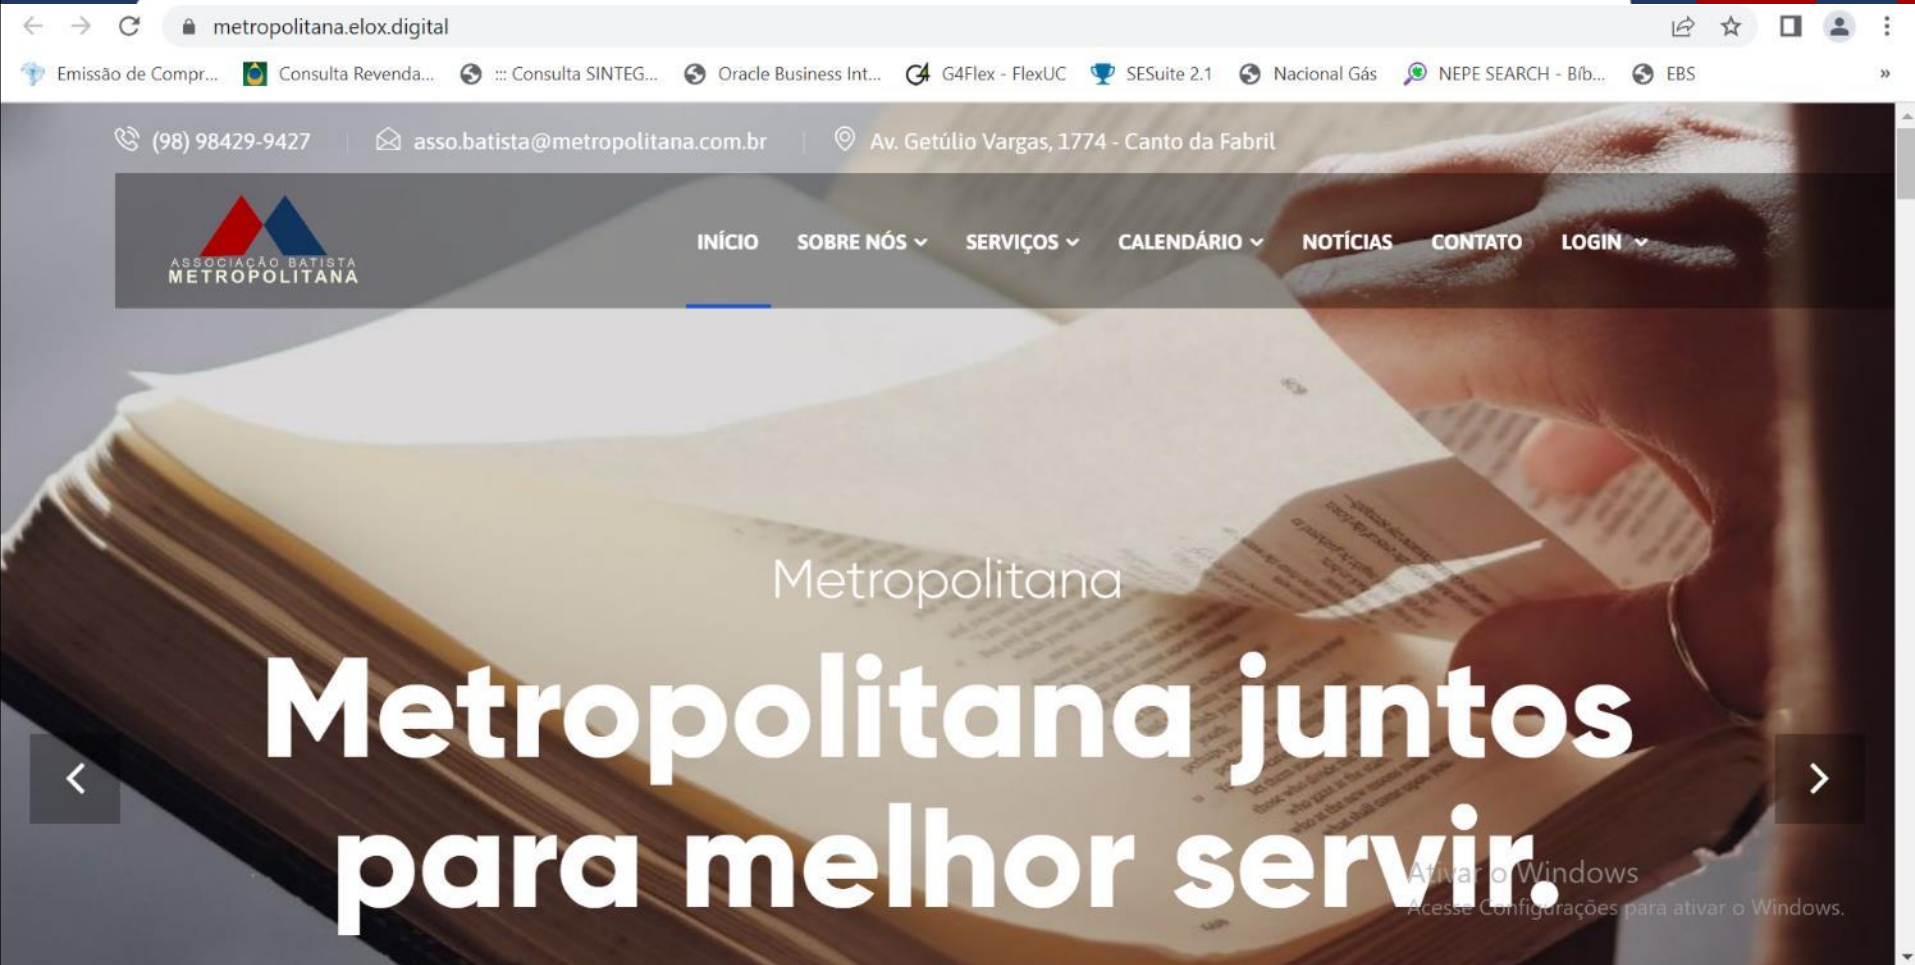 metropolitana.elox.digital
Emissão de Compr... Consulta Revenda... ::: Consulta SINTEG... Oracle Business Int... G4Flex - FlexUC SESuite 2.1 Nacional Gás NEPE SEARCH - Bíb... EBS »
(98) 98429-9427 asso.batista@metropolitana.com.br Av. Getúlio Vargas, 1774 - Canto da Fabril
ASSOCIAÇÃO BATISTA
METROPOLITANA
INÍCIO SOBRE NÓS SERVIÇOS CALENDÁRIO NOTÍCIAS CONTATO LOGIN
609
Metropolitana
Metropolitana juntos
para melhor servir.
Ativar o Windows
Acesse Configurações para ativar o Windows.
608